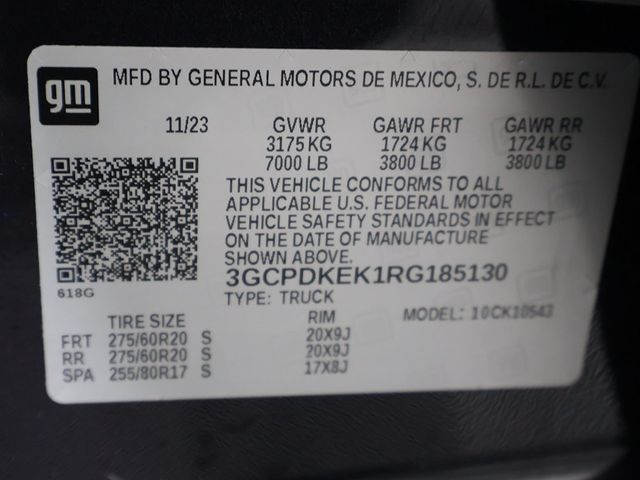 gm MFD BY GENERAL MOTORS DE MEXICO, S. DE R.L. DE C.V.
11/23 GVWR GAWR FRT GAWR RR
3175 KG 1724 KG 1724 KG
7000 LB 3800 LB 3800 LB
THIS VEHICLE CONFORMS TO ALL
APPLICABLE U.S. FEDERAL MOTOR
VEHICLE SAFETY STANDARDS IN EFFECT
ON THE DATE OF MANUFACTURE
SHOWN ABOVE.
3GCPDKEK1RG185130
618G
TYPE: TRUCK
TIRE SIZE RIM MODEL: 10CK10543
FRT 275/60R20 S 20X9J
RR 275/60R20 S 20X9J
SPA 255/80R17 S 17X8J